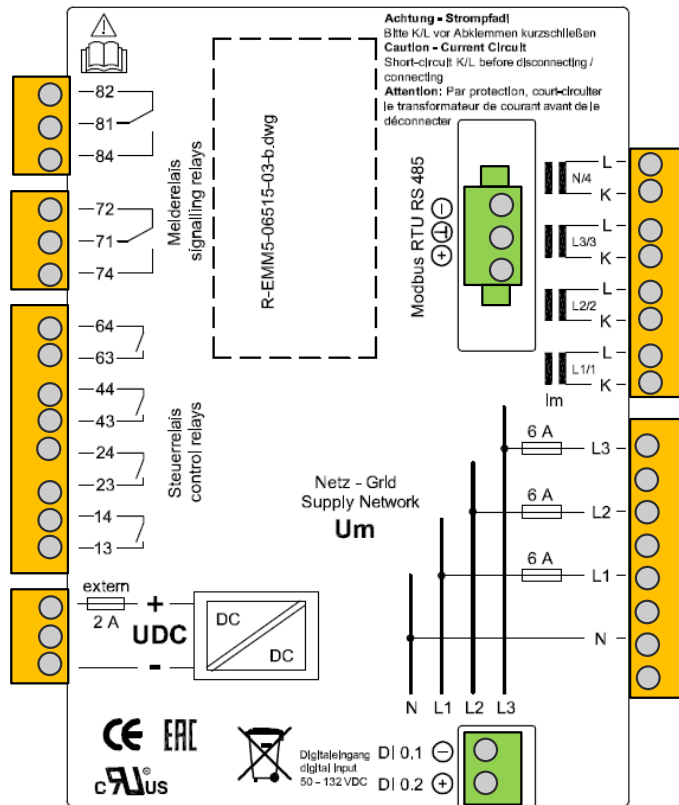 Achtung - Strompfad!
Bitte K/L vor Abklemmen kurzschließen
Caution - Current Circuit
Short-circuit K/L before disconnecting /
connecting
Attention: Par protection, court-circuiter
le transformateur de courant avant de le
déconnecter
82
81
84
Melderelais
signalling relays
72
71
74
R-EMM5-06515-03-b.dwg
Modbus RTU RS 485
− T +
L
N/4
K
L
L3/3
K
L
L2/2
K
L
L1/1
K
Im
64
63
44
43
24
23
14
13
Steuerrelais
control relays
6 A
L3
6 A
L2
6 A
L1
N
Netz - Grid
Supply Network
Um
extern
2 A
+
UDC
-
DC
DC
N L1 L2 L3
CE EAC
c RU ® US
Digitaleingang
digital Input
50 - 132 VDC
DI 0,1 −
DI 0.2 +